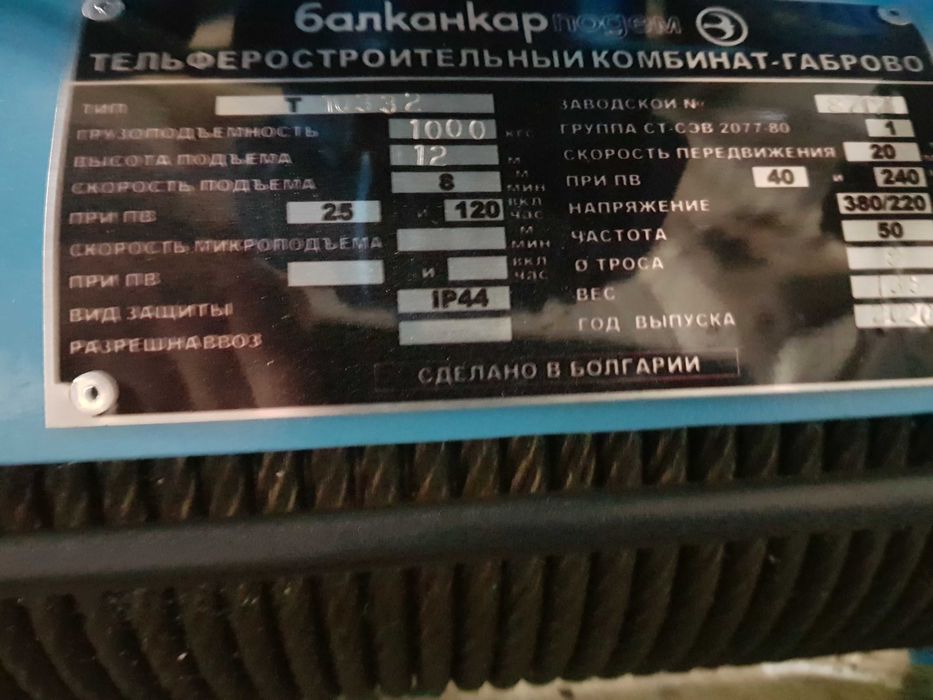 балканкар подем
ТЕЛЬФЕРОСТРОИТЕЛЬНЫЙ КОМБИНАТ-ГАБРОВО
ТИП Т 10332
ГРУЗОПОДЪЕМНОСТЬ 1000 КГС
ВЫСОТА ПОДЪЕМА 12 М
СКОРОСТЬ ПОДЪЕМА 8 М МИН
ПРИ ПВ 25 И 120 ВКЛ ЧАС
СКОРОСТЬ МИКРОПОДЪЕМА М МИН
ПРИ ПВ И ВКЛ ЧАС
ВИД ЗАЩИТЫ IP44
РАЗРЕШНА ВВОЗ
ЗАВОДСКОЙ №
ГРУППА СТ-СЭВ 2077-80 1
СКОРОСТЬ ПЕРЕДВИЖЕНИЯ 20
ПРИ ПВ 40 И 240
НАПРЯЖЕНИЕ 380/220
ЧАСТОТА 50
Ø ТРОСА
ВЕС
ГОД ВЫПУСКА
СДЕЛАНО В БОЛГАРИИ